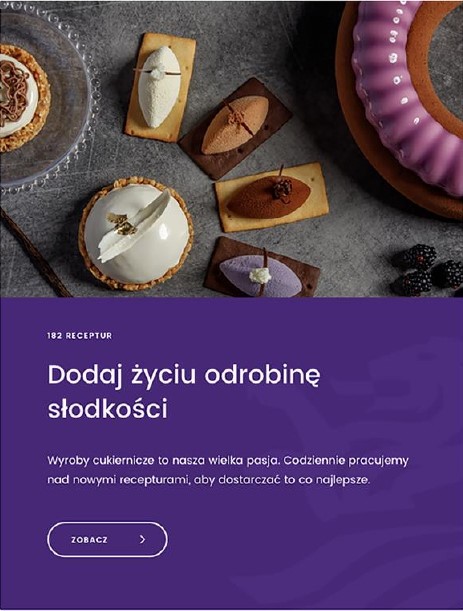 182 RECEPTUR
Dodaj życiu odrobinę
słodkości
Wyroby cukiernicze to nasza wielka pasja. Codziennie pracujemy
nad nowymi recepturami, aby dostarczać to co najlepsze.
ZOBACZ